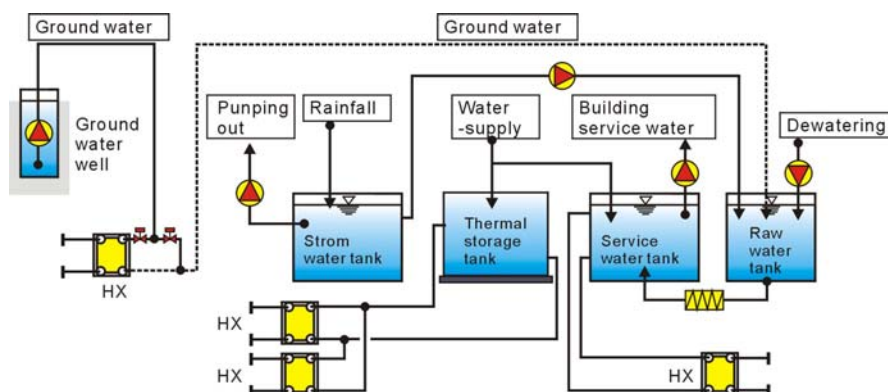 Ground water
Ground water
Punping
out
Rainfall
Water
-supply
Building
service water
Dewatering
Ground
water
well
Strom
water tank
Thermal
storage
tank
Service
water tank
Raw
water
tank
HX
HX
HX
HX